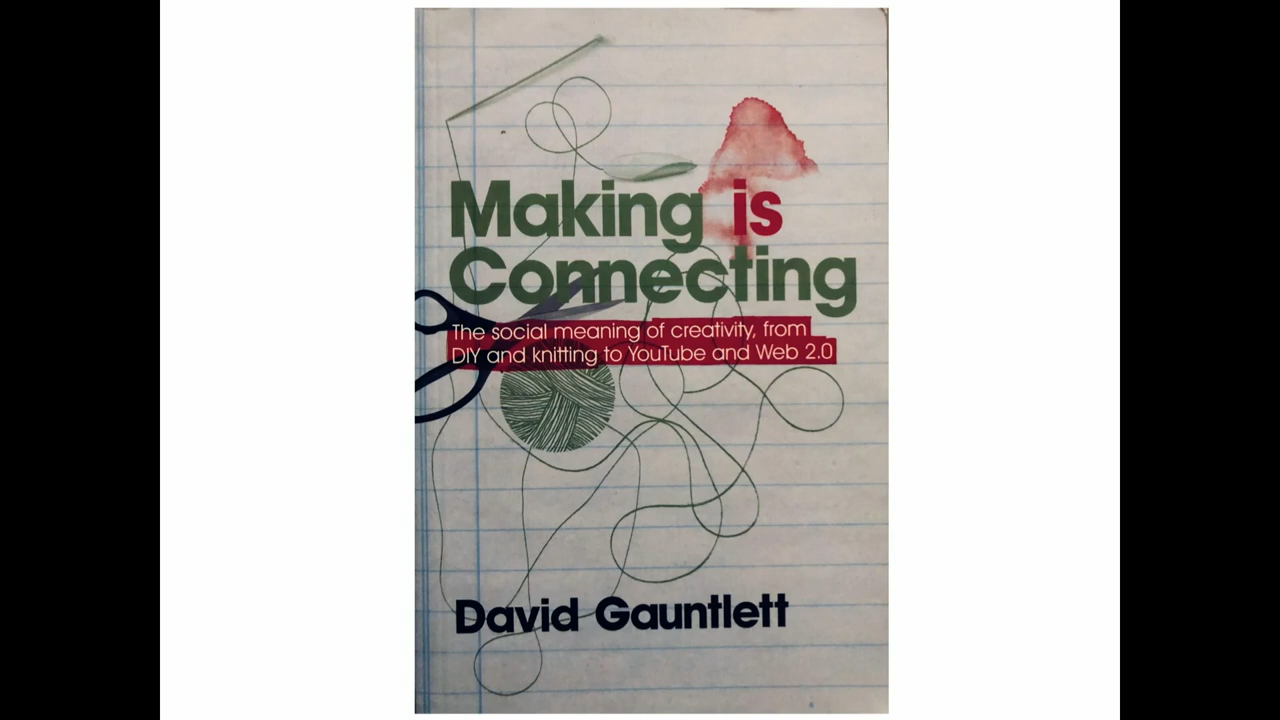 Making is
Connecting
The social meaning of creativity, from
DIY and knitting to YouTube and Web 2.0
David Gauntlett